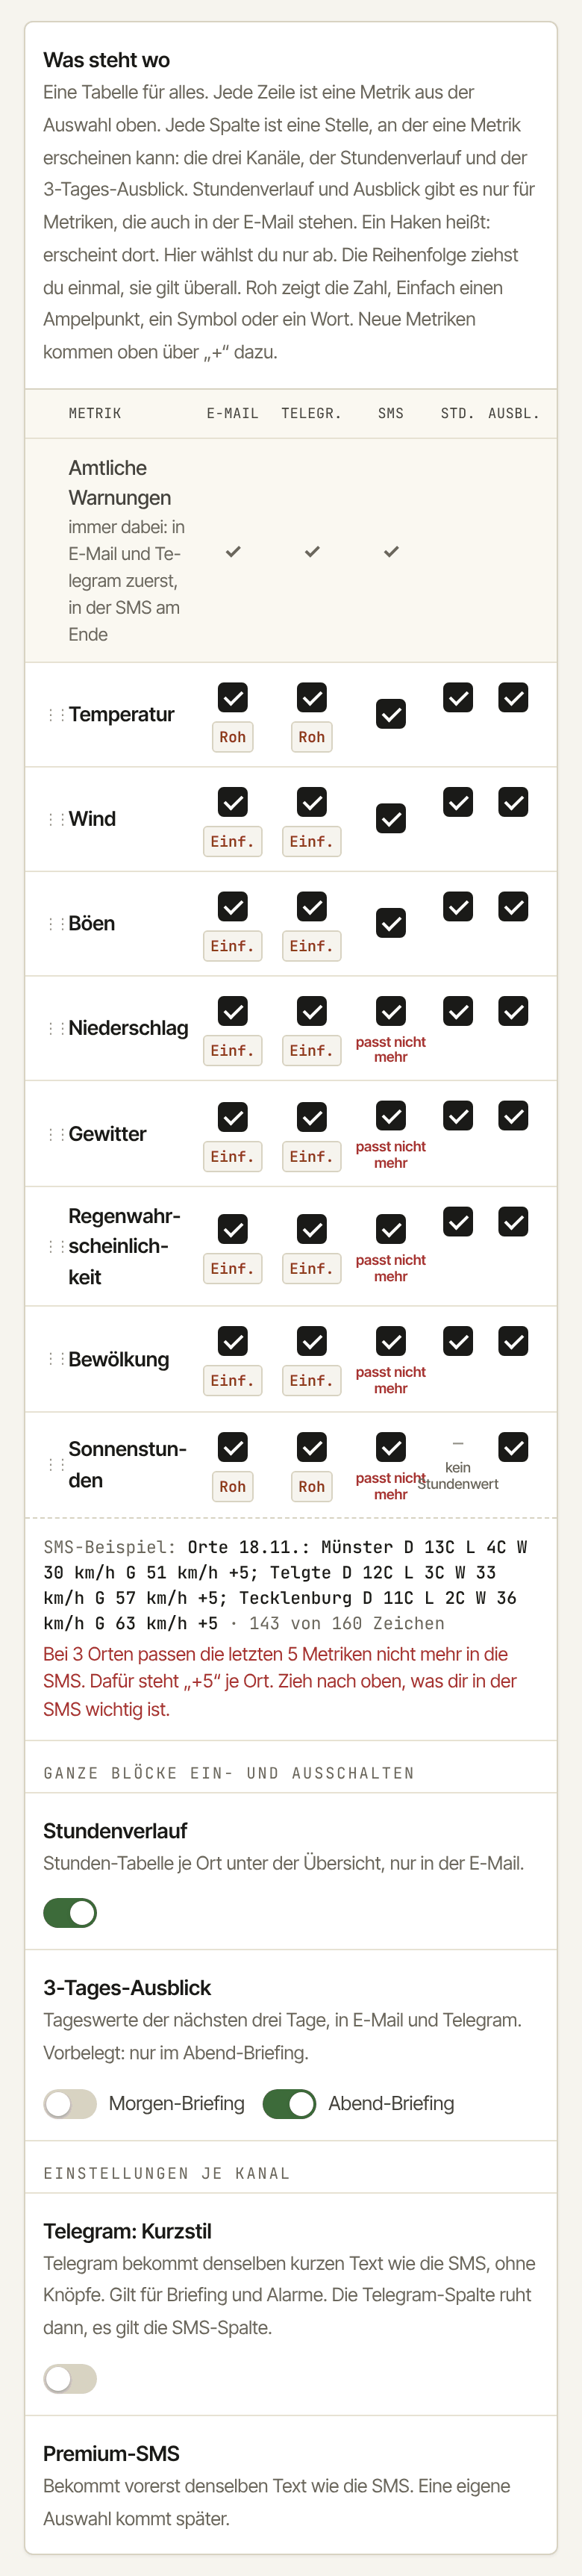 Was steht wo
Eine Tabelle für alles. Jede Zeile ist eine Metrik aus der
Auswahl oben. Jede Spalte ist eine Stelle, an der eine Metrik
erscheinen kann: die drei Kanäle, der Stundenverlauf und der
3-Tages-Ausblick. Stundenverlauf und Ausblick gibt es nur für
Metriken, die auch in der E-Mail stehen. Ein Haken heißt:
erscheint dort. Hier wählst du nur ab. Die Reihenfolge ziehst
du einmal, sie gilt überall. Roh zeigt die Zahl, Einfach einen
Ampelpunkt, ein Symbol oder ein Wort. Neue Metriken
kommen oben über „+“ dazu.
METRIK E-MAIL TELEGR. SMS STD. AUSBL.
Amtliche
Warnungen
immer dabei: in
E-Mail und Te-
legram zuerst,
in der SMS am
Ende
Temperatur
Roh Roh
Wind
Einf. Einf.
Böen
Einf. Einf.
Niederschlag
Einf. Einf. passt nicht
mehr
Gewitter
Einf. Einf. passt nicht
mehr
Regenwahr-
scheinlich-
keit
Einf. Einf. passt nicht
mehr
Bewölkung
Einf. Einf. passt nicht
mehr
Sonnenstun-
den
Roh Roh passt nicht
mehr
– kein
Stundenwert
SMS-Beispiel: Orte 18.11.: Münster D 13C L 4C W
30 km/h G 51 km/h +5; Telgte D 12C L 3C W 33
km/h G 57 km/h +5; Tecklenburg D 11C L 2C W 36
km/h G 63 km/h +5 · 143 von 160 Zeichen
Bei 3 Orten passen die letzten 5 Metriken nicht mehr in die
SMS. Dafür steht „+5“ je Ort. Zieh nach oben, was dir in der
SMS wichtig ist.
GANZE BLÖCKE EIN- UND AUSSCHALTEN
Stundenverlauf
Stunden-Tabelle je Ort unter der Übersicht, nur in der E-Mail.
3-Tages-Ausblick
Tageswerte der nächsten drei Tage, in E-Mail und Telegram.
Vorbelegt: nur im Abend-Briefing.
Morgen-Briefing Abend-Briefing
EINSTELLUNGEN JE KANAL
Telegram: Kurzstil
Telegram bekommt denselben kurzen Text wie die SMS, ohne
Knöpfe. Gilt für Briefing und Alarme. Die Telegram-Spalte ruht
dann, es gilt die SMS-Spalte.
Premium-SMS
Bekommt vorerst denselben Text wie die SMS. Eine eigene
Auswahl kommt später.